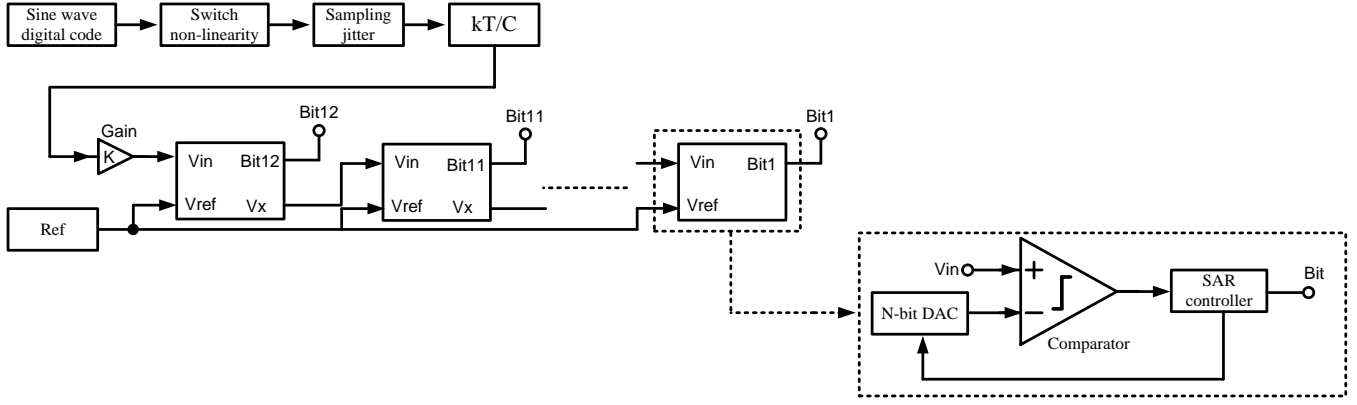 Sine wave
digital code
Switch
non-linearity
Sampling
jitter
kT/C
Gain
K
Bit12
Vin
Bit12
Vref
Vx
Bit11
Vin
Bit11
Vref
Vx
Bit1
Vin
Bit1
Vref
Ref
Vin
N-bit DAC
+
−
Comparator
SAR
controller
Bit